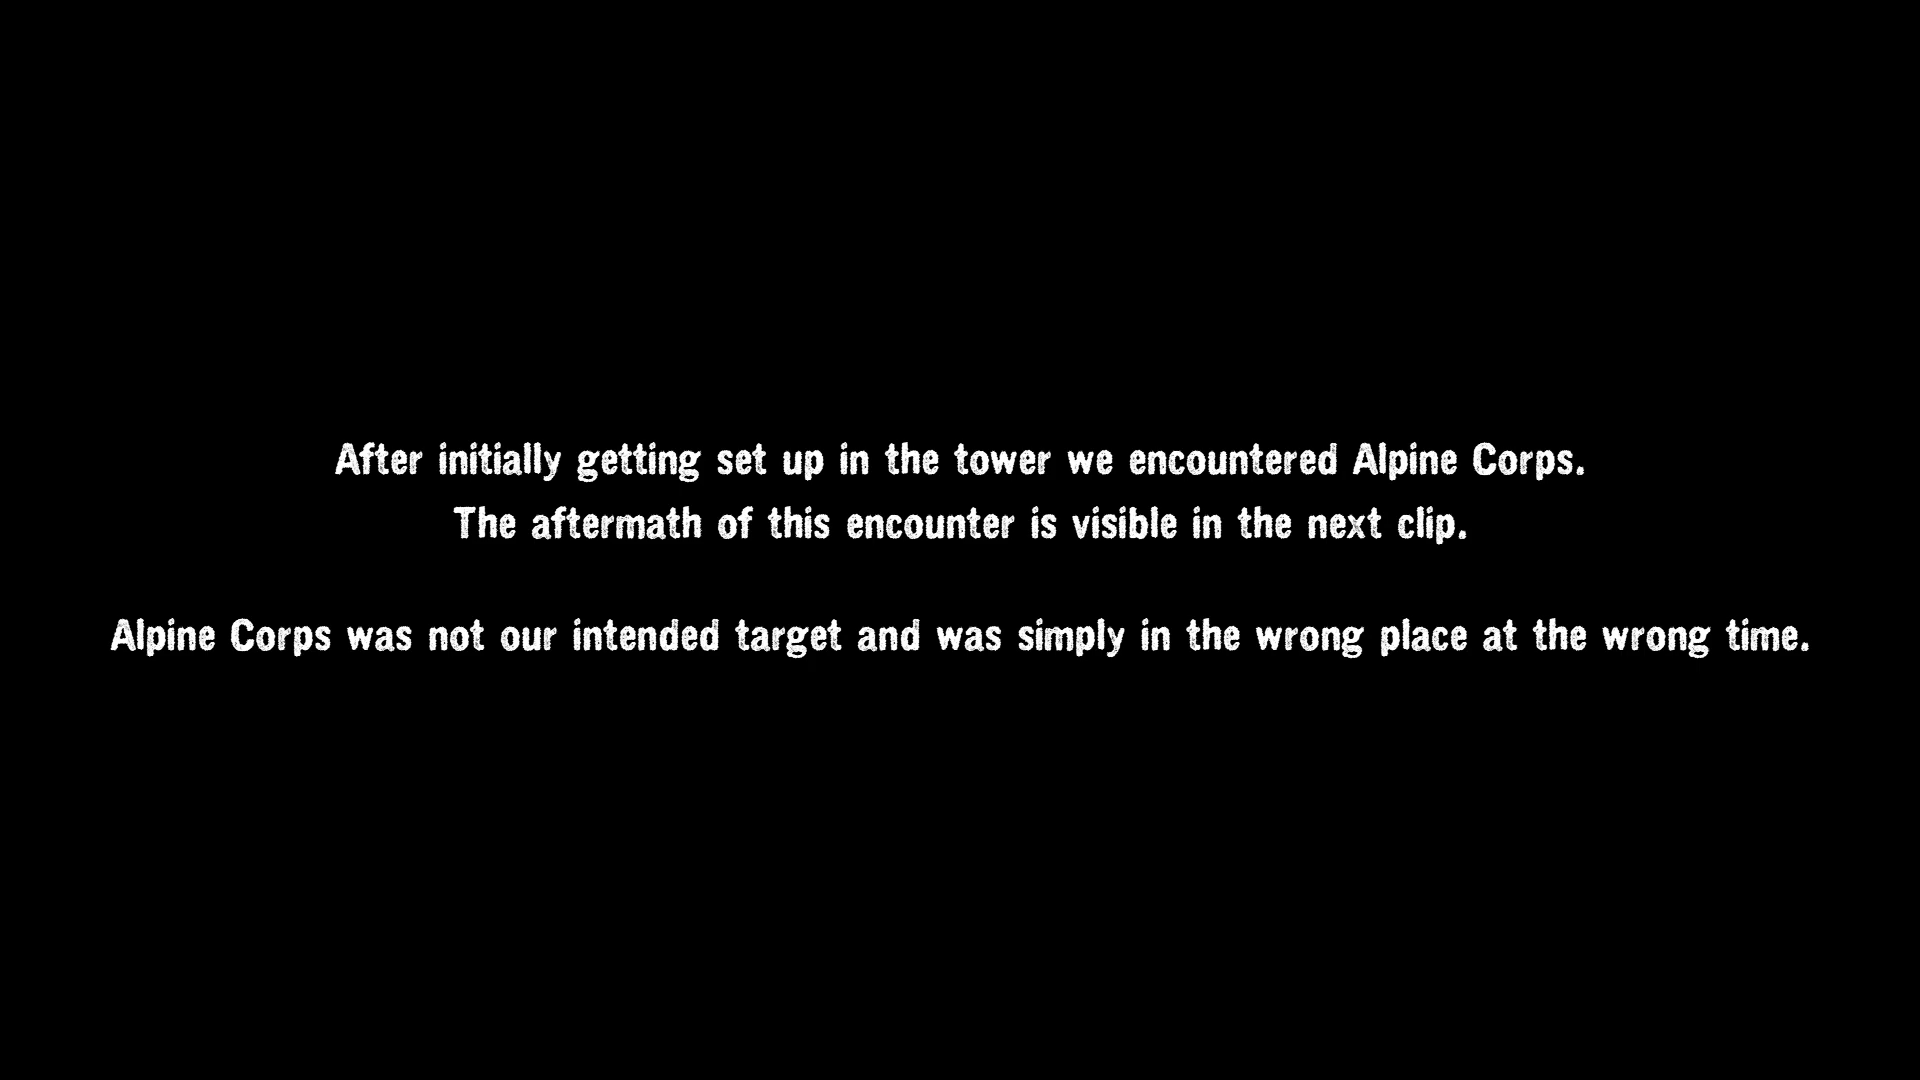 After initially getting set up in the tower we encountered Alpine Corps.
The aftermath of this encounter is visible in the next clip.
Alpine Corps was not our intended target and was simply in the wrong place at the wrong time.